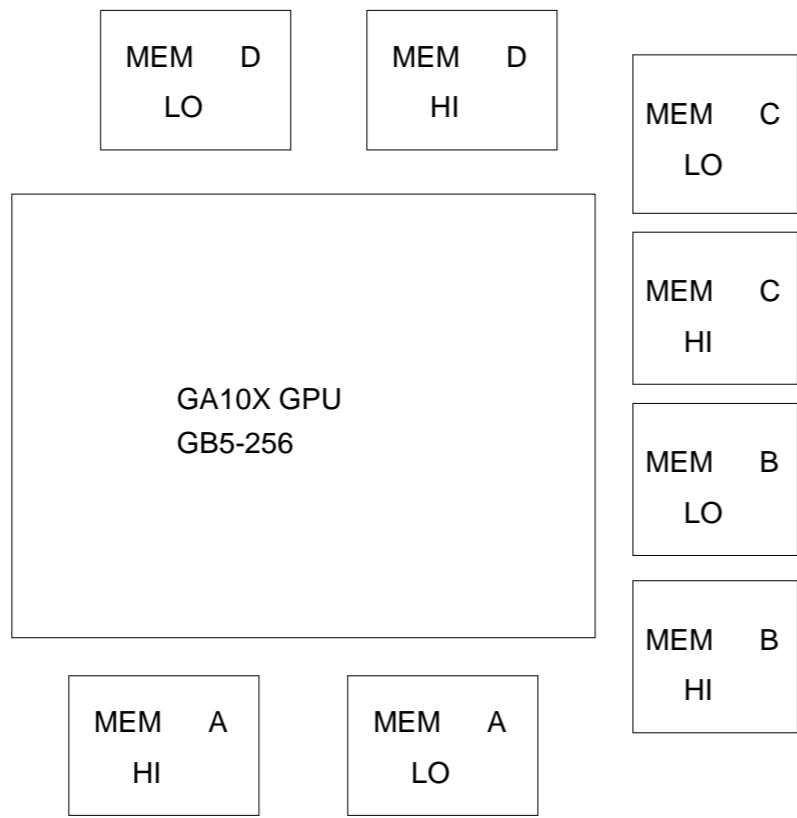 MEM D
LO
MEM D
HI
MEM C
LO
MEM C
HI
GA10X GPU
GB5-256
MEM B
LO
MEM B
HI
MEM A
HI
MEM A
LO